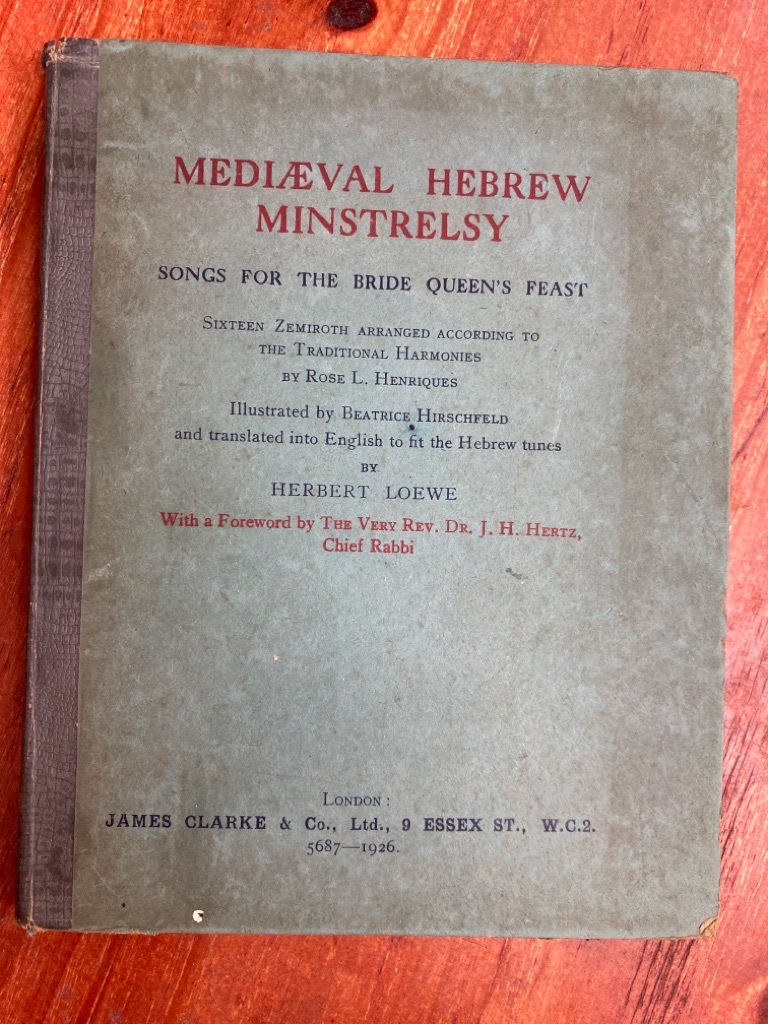 MEDIÆVAL HEBREW
MINSTRELSY
SONGS FOR THE BRIDE QUEEN'S FEAST
SIXTEEN ZEMIROTH ARRANGED ACCORDING TO
THE TRADITIONAL HARMONIES
BY ROSE L. HENRIQUES
Illustrated by BEATRICE HIRSCHFELD
and translated into English to fit the Hebrew tunes
BY
HERBERT LOEWE
With a Foreword by THE VERY REV. DR. J. H. HERTZ,
Chief Rabbi
LONDON:
JAMES CLARKE & Co., Ltd., 9 ESSEX ST., W.C.2.
5687—1926.